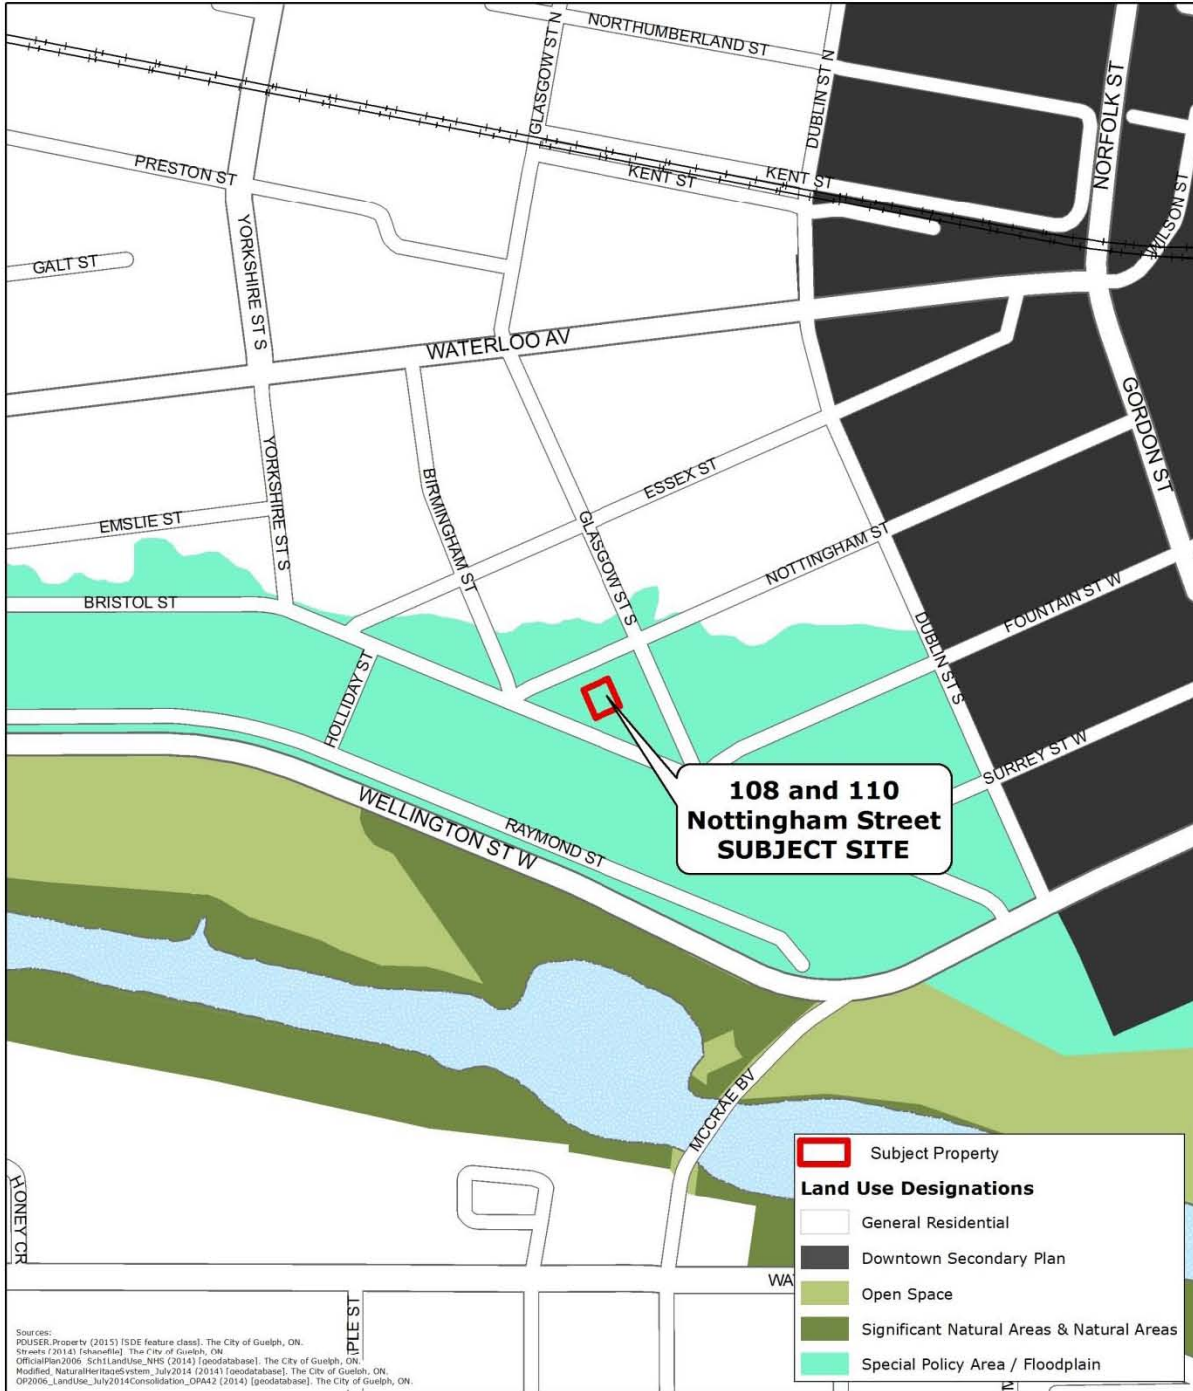 NORTHUMBERLAND ST
GLASGOW ST N
DUBLIN ST N
NORFOLK ST
PRESTON ST
KENT ST
KENT ST
WILSON ST
YORKSHIRE ST S
GALT ST
WATERLOO AV
GORDON ST
YORKSHIRE ST S
BIRMINGHAM ST
ESSEX ST
EMSLIE ST
GLASGOW ST S
NOTTINGHAM ST
BRISTOL ST
FOUNTAIN ST W
DUBLIN ST S
HOLLIDAY ST
SURREY ST W
108 and 110
Nottingham Street
SUBJECT SITE
WELLINGTON ST W
RAYMOND ST
MCCRAE BV
HONEY CR
WA
PLE ST
Subject Property
Land Use Designations
General Residential
Downtown Secondary Plan
Open Space
Significant Natural Areas & Natural Areas
Special Policy Area / Floodplain
Sources:
PDUSER.Property (2015) [SDE feature class]. The City of Guelph, ON.
Streets (2014) [shapefile]. The City of Guelph, ON.
OfficialPlan2006_Sch1LandUse_NHS (2014) [geodatabase]. The City of Guelph, ON.
Modified_NaturalHeritageSystem_July2014 (2014) [geodatabase]. The City of Guelph, ON.
OP2006_LandUse_July2014Consolidation_OPA42 (2014) [geodatabase]. The City of Guelph, ON.